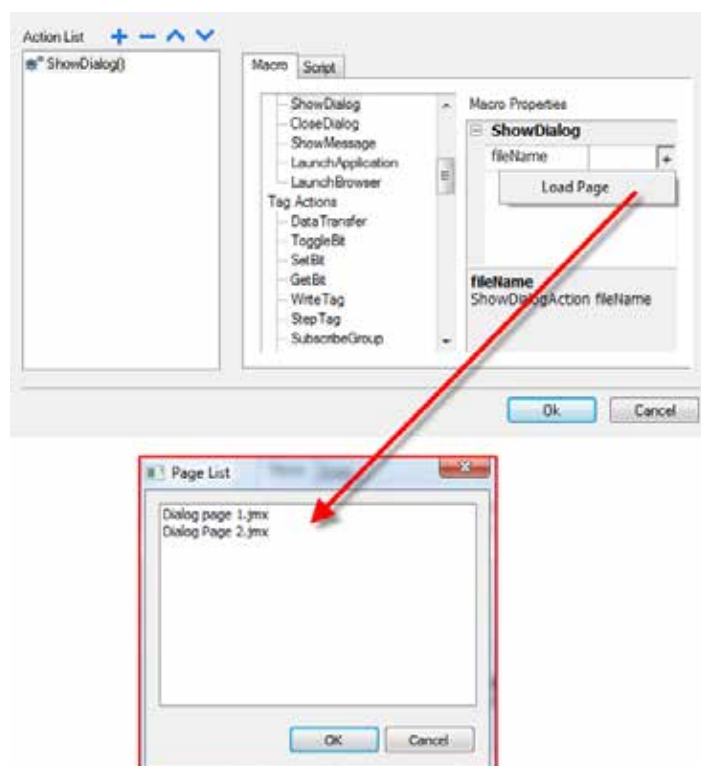 Action List
ShowDialog()
Macro
Script
ShowDialog
CloseDialog
ShowMessage
LaunchApplication
LaunchBrowser
Tag Actions
DataTransfer
ToggleBit
SetBit
GetBit
WriteTag
StepTag
SubscribeGroup
Macro Properties
ShowDialog
fileName
Load Page
fileName
ShowDialogAction fileName
Ok
Cancel
Page List
Dialog page 1.jmx
Dialog Page 2.jmx
OK
Cancel